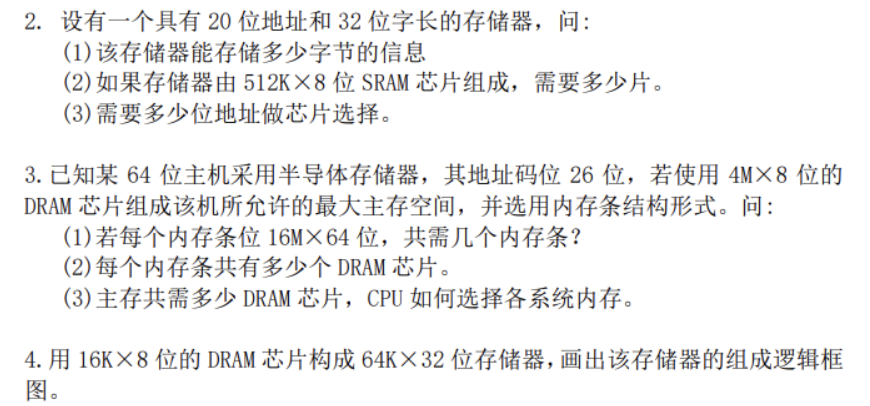 2. 设有一个具有 20 位地址和 32 位字长的存储器，问:
(1)该存储器能存储多少字节的信息
(2)如果存储器由 512K×8 位 SRAM 芯片组成，需要多少片。
(3)需要多少位地址做芯片选择。
3.已知某 64 位主机采用半导体存储器，其地址码位 26 位，若使用 4M×8 位的
DRAM 芯片组成该机所允许的最大主存空间，并选用内存条结构形式。问:
(1)若每个内存条位 16M×64 位，共需几个内存条?
(2)每个内存条共有多少个 DRAM 芯片。
(3)主存共需多少 DRAM 芯片，CPU 如何选择各系统内存。
4.用 16K×8 位的 DRAM 芯片构成 64K×32 位存储器,画出该存储器的组成逻辑框
图。